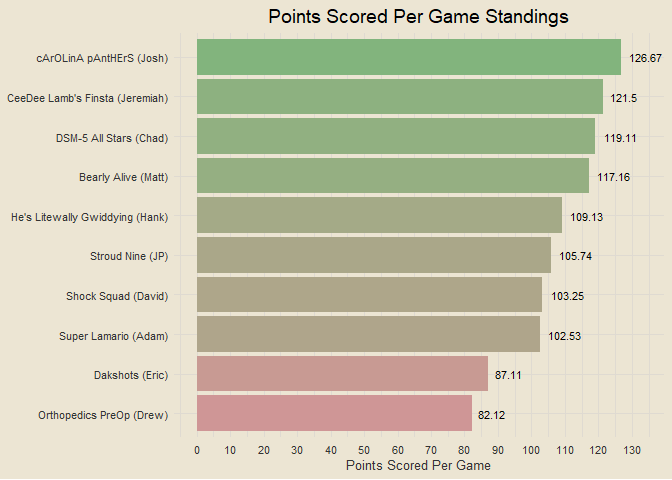 Points Scored Per Game Standings
cArOLinA pAntHErS (Josh)
126.67
CeeDee Lamb's Finsta (Jeremiah)
121.5
DSM-5 All Stars (Chad)
119.11
Bearly Alive (Matt)
117.16
He's Litewally Gwiddying (Hank)
109.13
Stroud Nine (JP)
105.74
Shock Squad (David)
103.25
Super Lamario (Adam)
102.53
Dakshots (Eric)
87.11
Orthopedics PreOp (Drew)
82.12
0 10 20 30 40 50 60 70 80 90 100 110 120 130
Points Scored Per Game